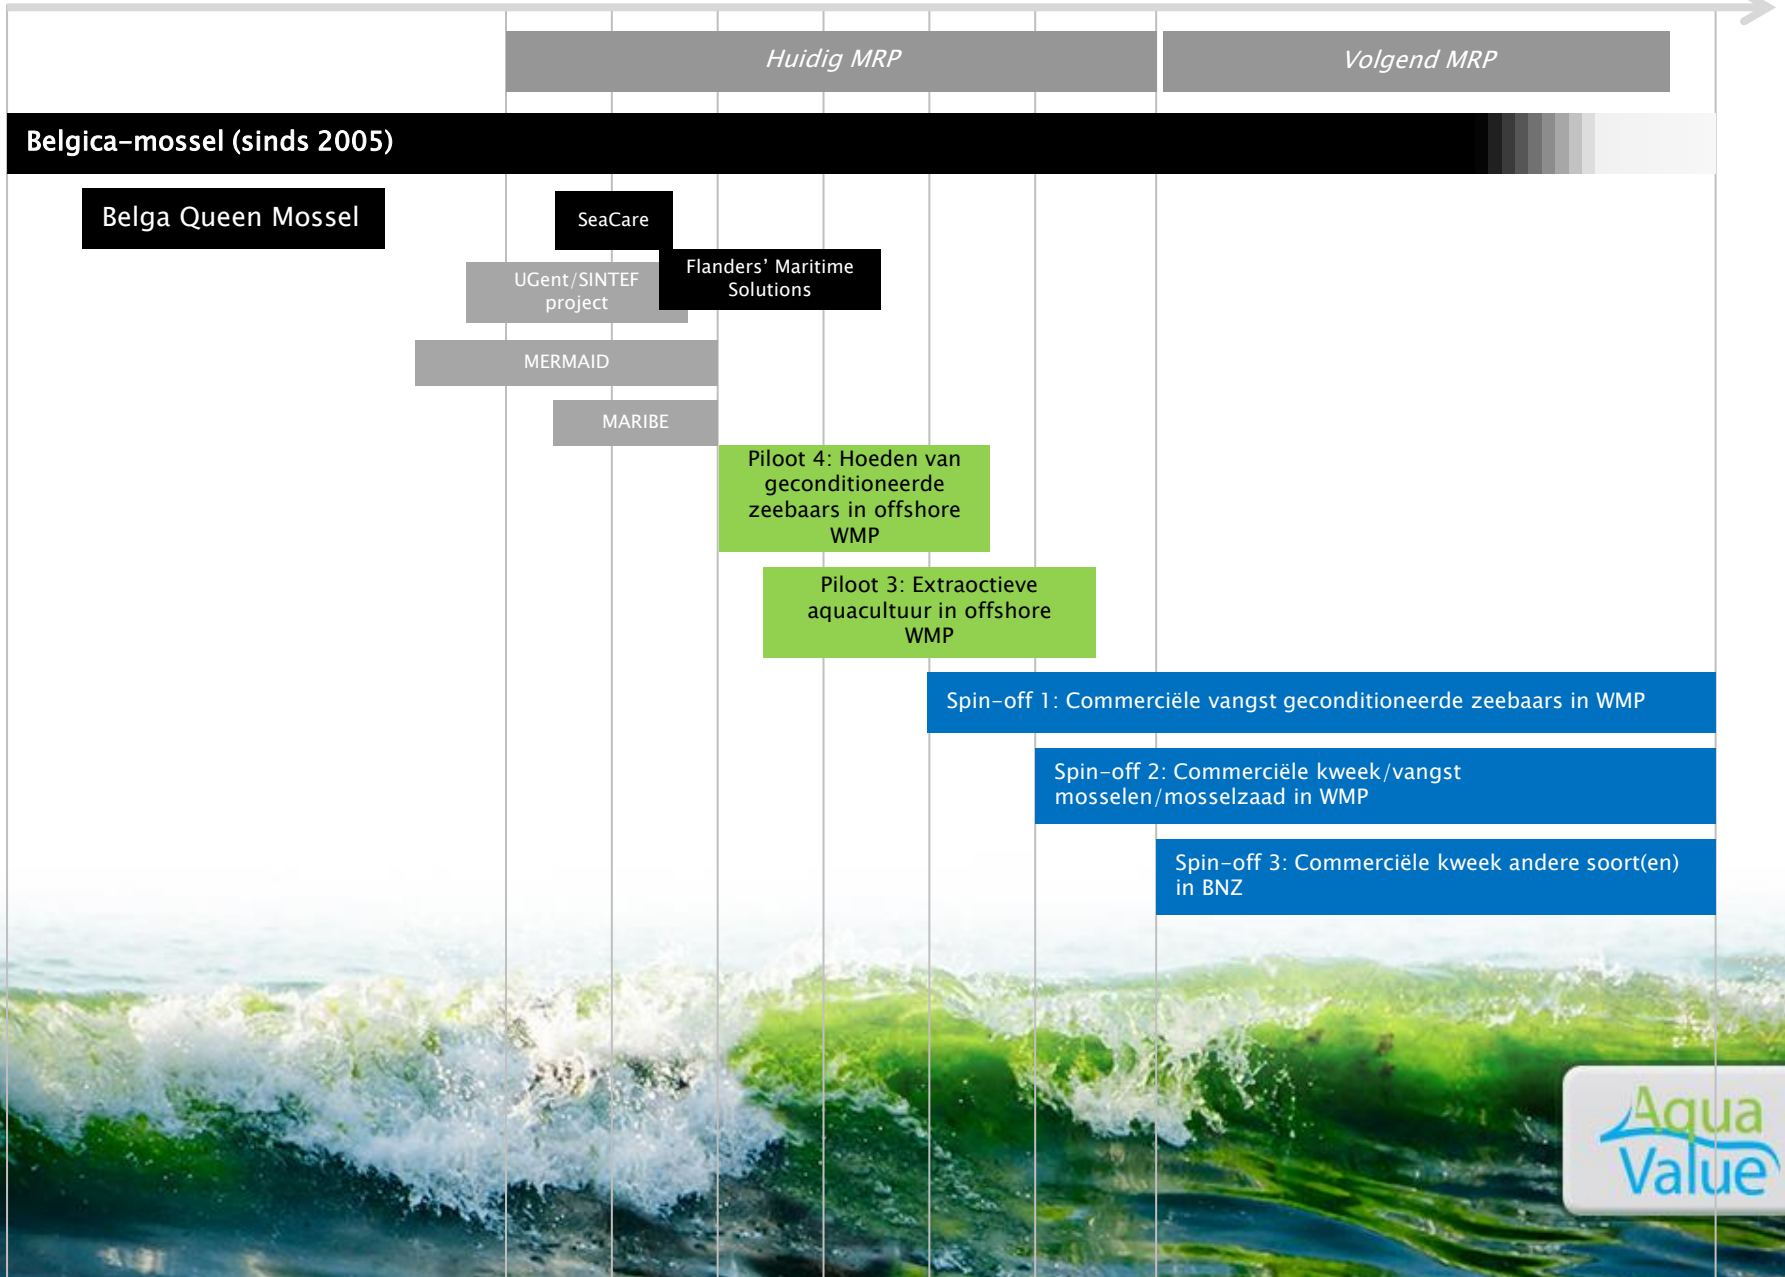 Huidig MRP
Volgend MRP
Belgica-mossel (sinds 2005)
Belga Queen Mossel
SeaCare
UGent/SINTEF
project
Flanders’ Maritime
Solutions
MERMAID
MARIBE
Piloot 4: Hoeden van
geconditioneerde
zeebaars in offshore
WMP
Piloot 3: Extraoctieve
aquacultuur in offshore
WMP
Spin-off 1: Commerciële vangst geconditioneerde zeebaars in WMP
Spin-off 2: Commerciële kweek/vangst
mosselen/mosselzaad in WMP
Spin-off 3: Commerciële kweek andere soort(en)
in BNZ
Aqua
Value